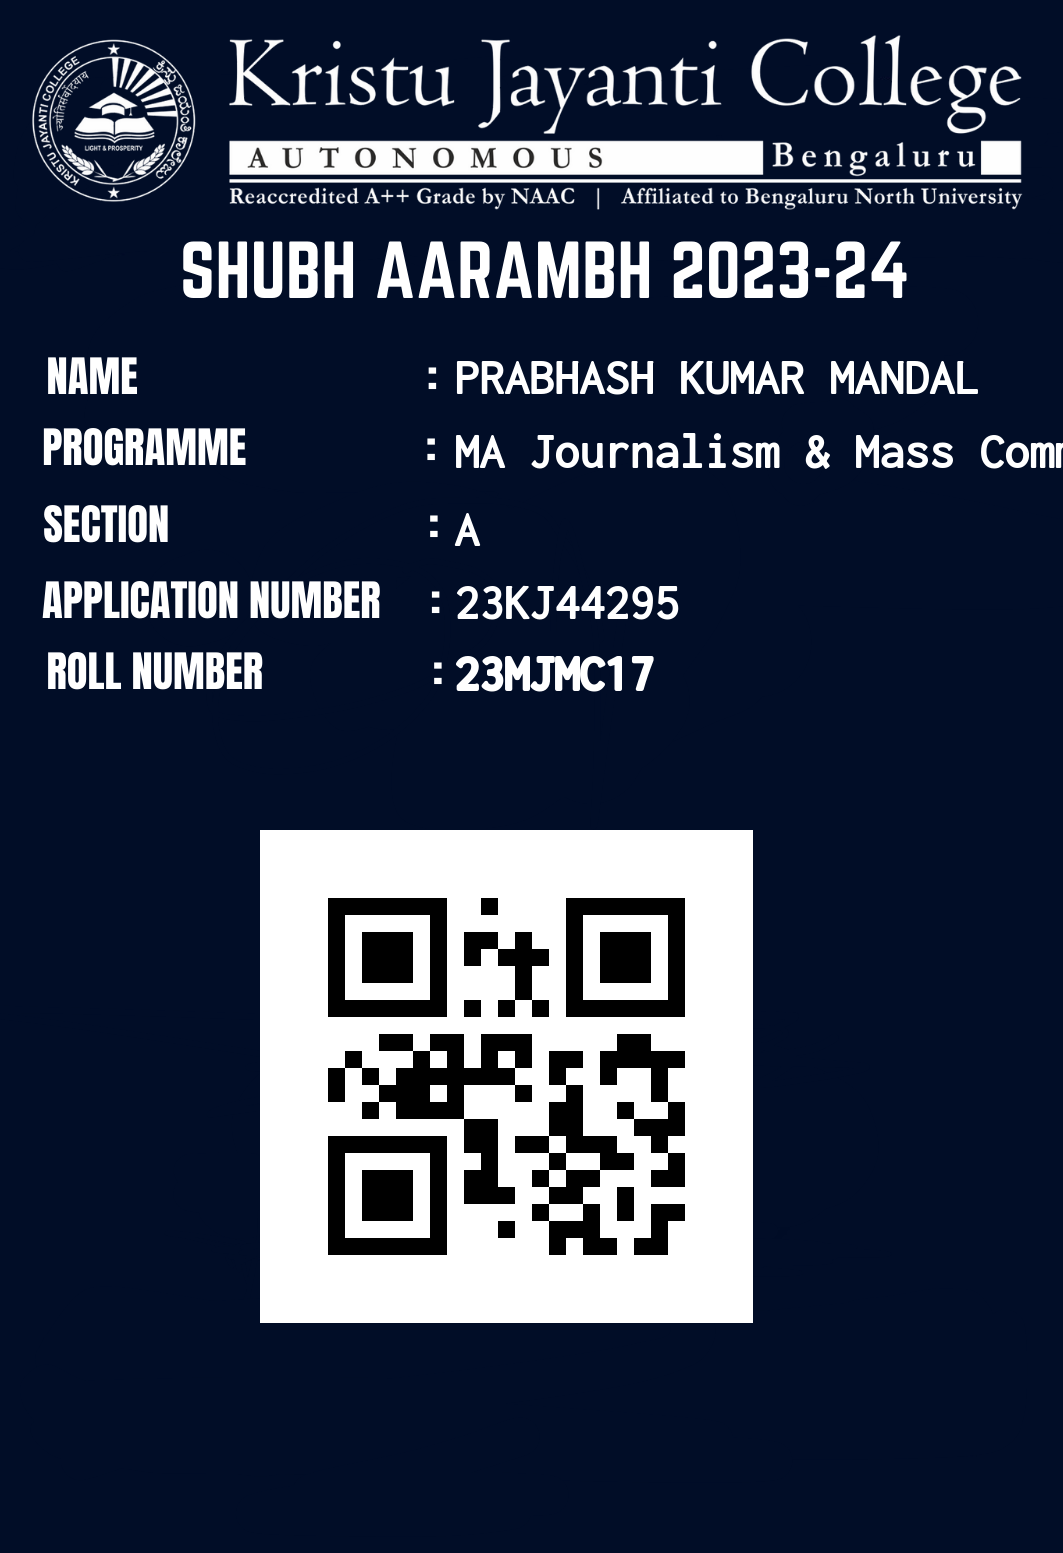 KRISTU JAYANTI COLLEGE
ज्योतिर्समृद्धिदायाय
LIGHT & PROSPERITY
Kristu Jayanti College
AUTONOMOUS Bengaluru
Reaccredited A++ Grade by NAAC | Affiliated to Bengaluru North University
SHUBH AARAMBH 2023-24
NAME : PRABHASH KUMAR MANDAL
PROGRAMME : MA Journalism & Mass Comm
SECTION : A
APPLICATION NUMBER : 23KJ44295
ROLL NUMBER : 23MJMC17